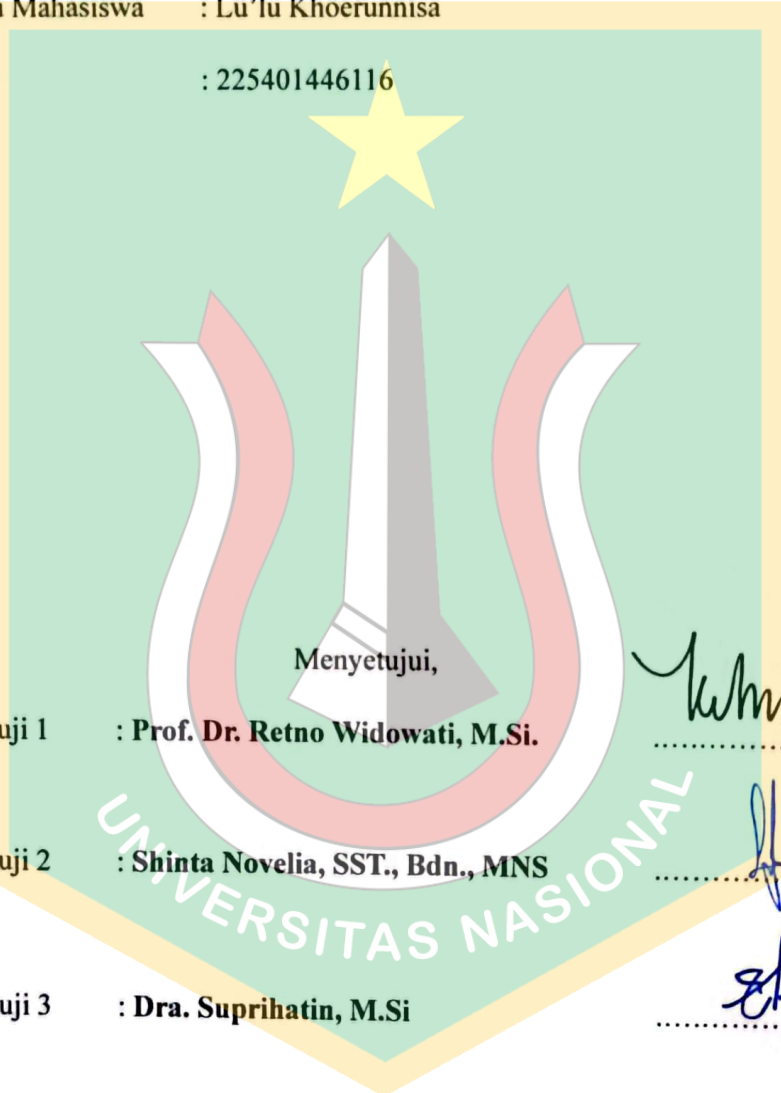 Mahasiswa : Lu'lu Khoerunnisa
: 225401446116
Menyetujui,
uji 1 : Prof. Dr. Retno Widowati, M.Si.
uji 2 : Shinta Novelia, SST., Bdn., MNS
uji 3 : Dra. Suprihatin, M.Si
UNIVERSITAS NASIONAL